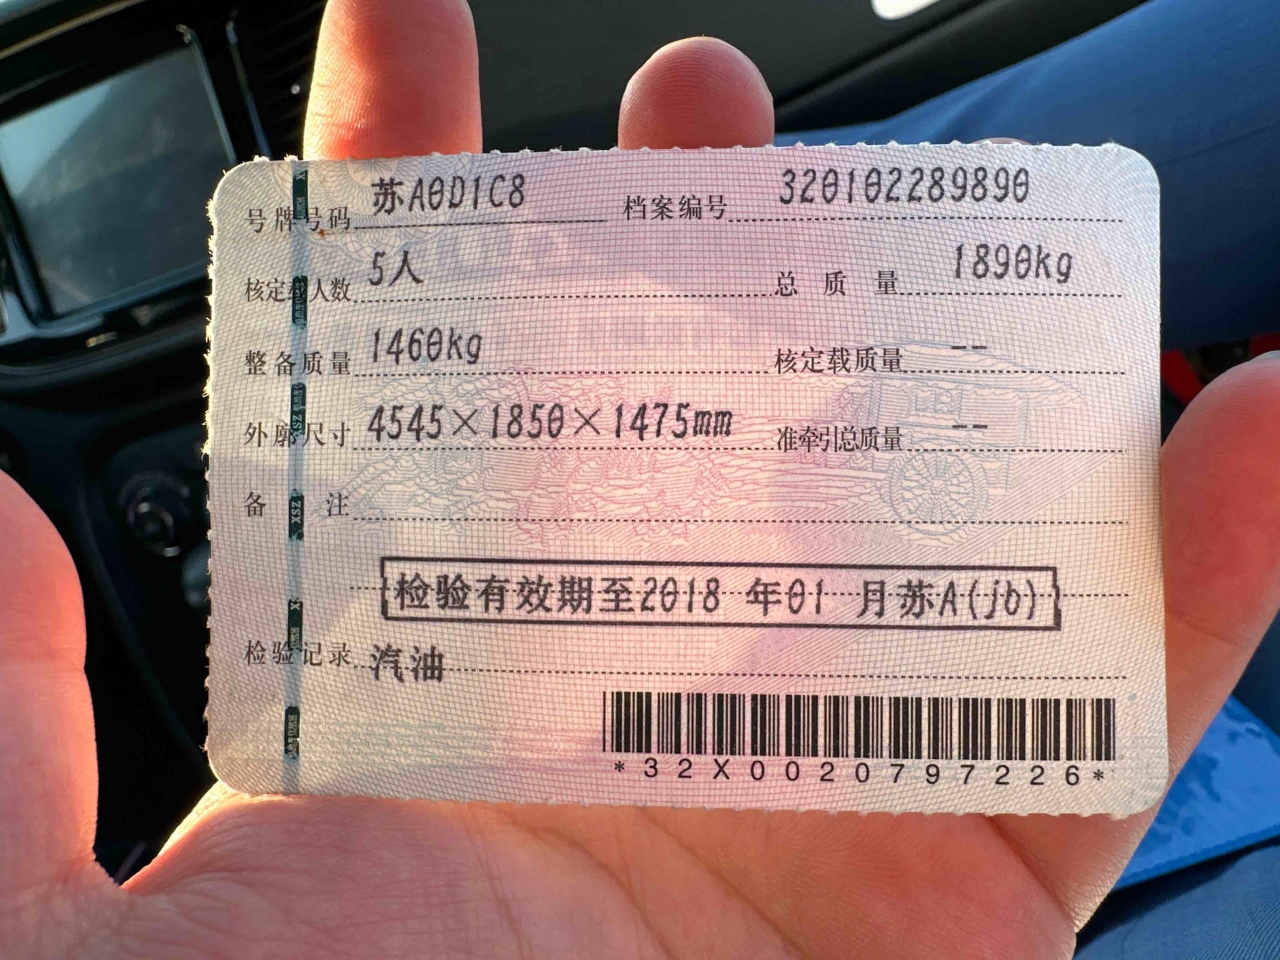 号牌号码 苏A0D1C8 档案编号 320102289890
核定载人数 5人 总质量 1890kg
整备质量 1460kg 核定载质量 --
外廓尺寸 4545×1850×1475mm 准牵引总质量 --
备注
检验有效期至2018 年01 月苏A(jb)
检验记录 汽油
*32X0020797226*